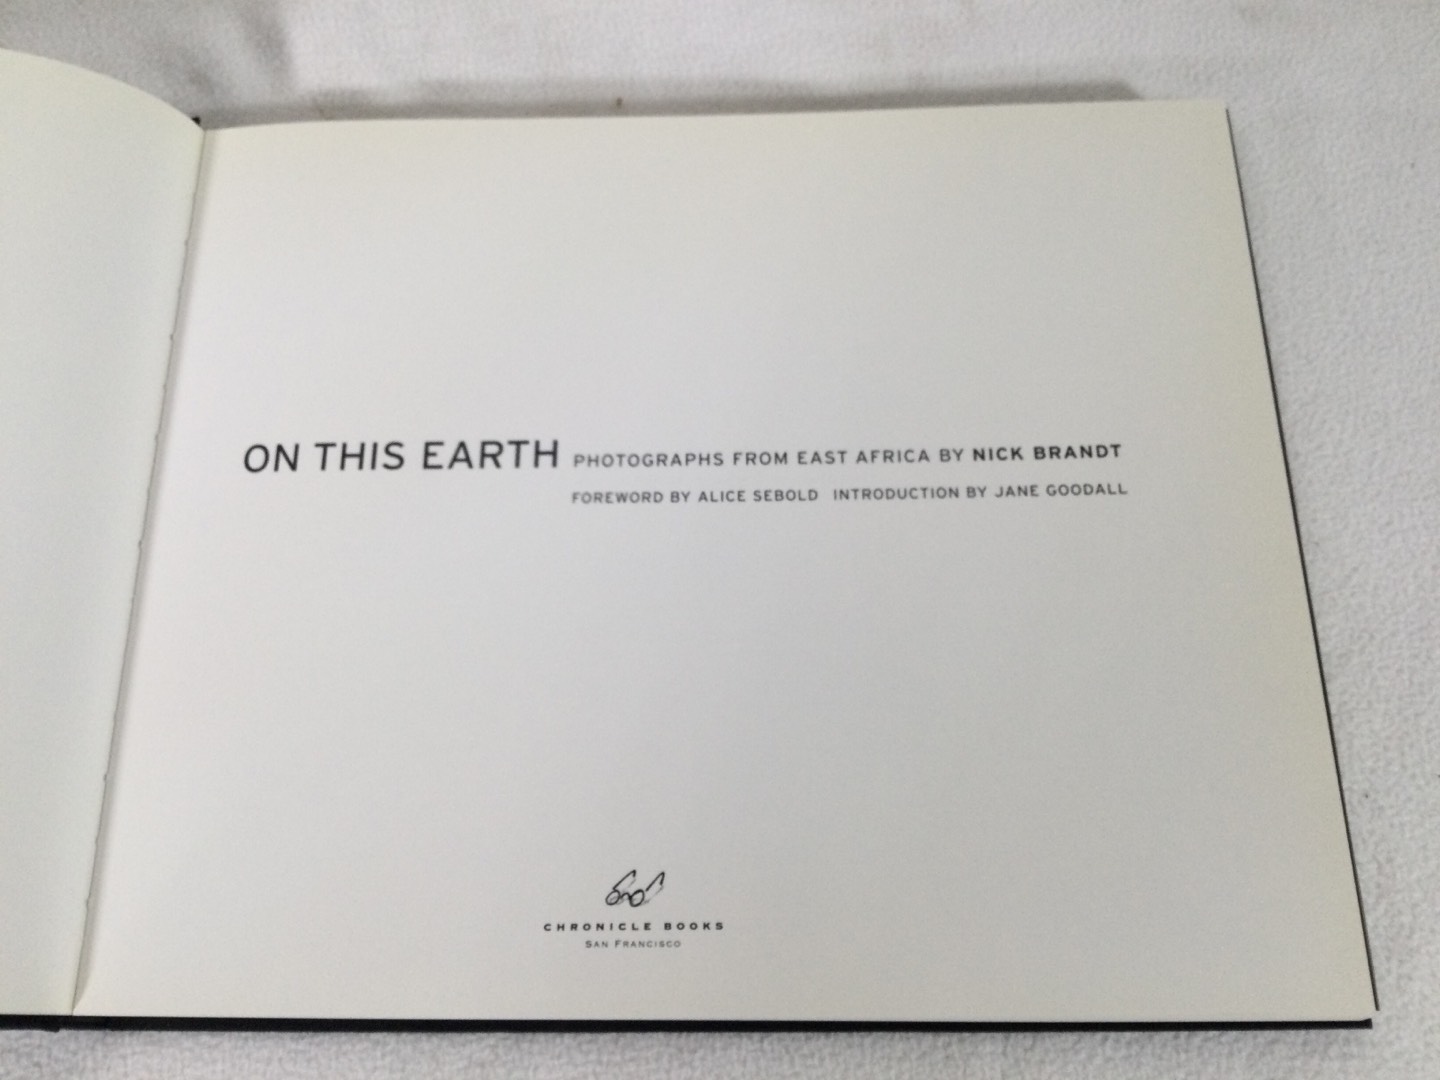 ON THIS EARTH PHOTOGRAPHS FROM EAST AFRICA BY NICK BRANDT
FOREWORD BY ALICE SEBOLD INTRODUCTION BY JANE GOODALL
CHRONICLE BOOKS
SAN FRANCISCO